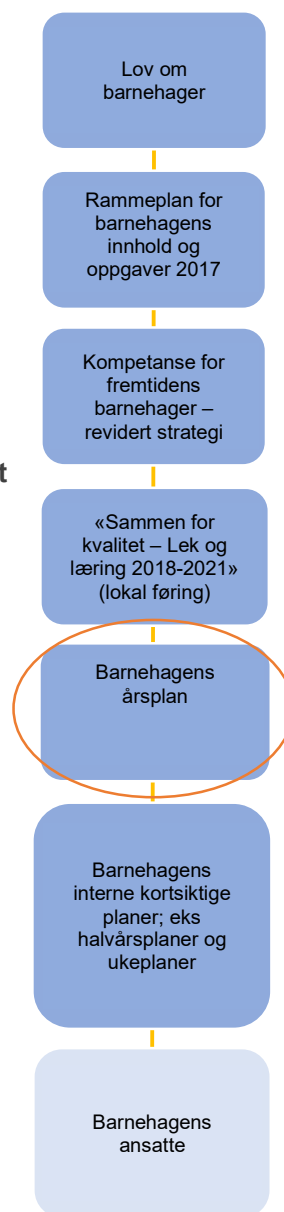 Lov om
barnehager
Rammeplan for
barnehagens
innhold og
oppgaver 2017
Kompetanse for
fremtidens
barnehager –
revidert strategi
t
«Sammen for
kvalitet – Lek og
læring 2018-2021»
(lokal føring)
Barnehagens
årsplan
Barnehagens
interne kortsiktige
planer; eks
halvårsplaner og
ukeplaner
Barnehagens
ansatte